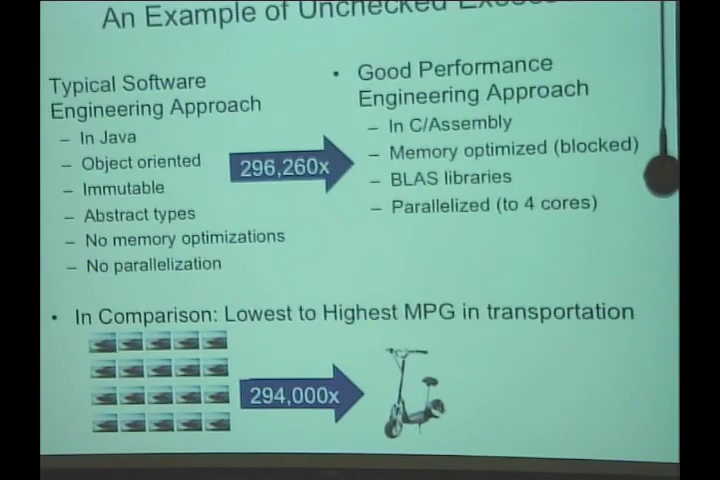 An Example of Unchecked
Typical Software
Engineering Approach
– In Java
– Object oriented
– Immutable
– Abstract types
– No memory optimizations
– No parallelization
296,260x
• Good Performance
Engineering Approach
– In C/Assembly
– Memory optimized (blocked)
– BLAS libraries
– Parallelized (to 4 cores)
• In Comparison: Lowest to Highest MPG in transportation
294,000x